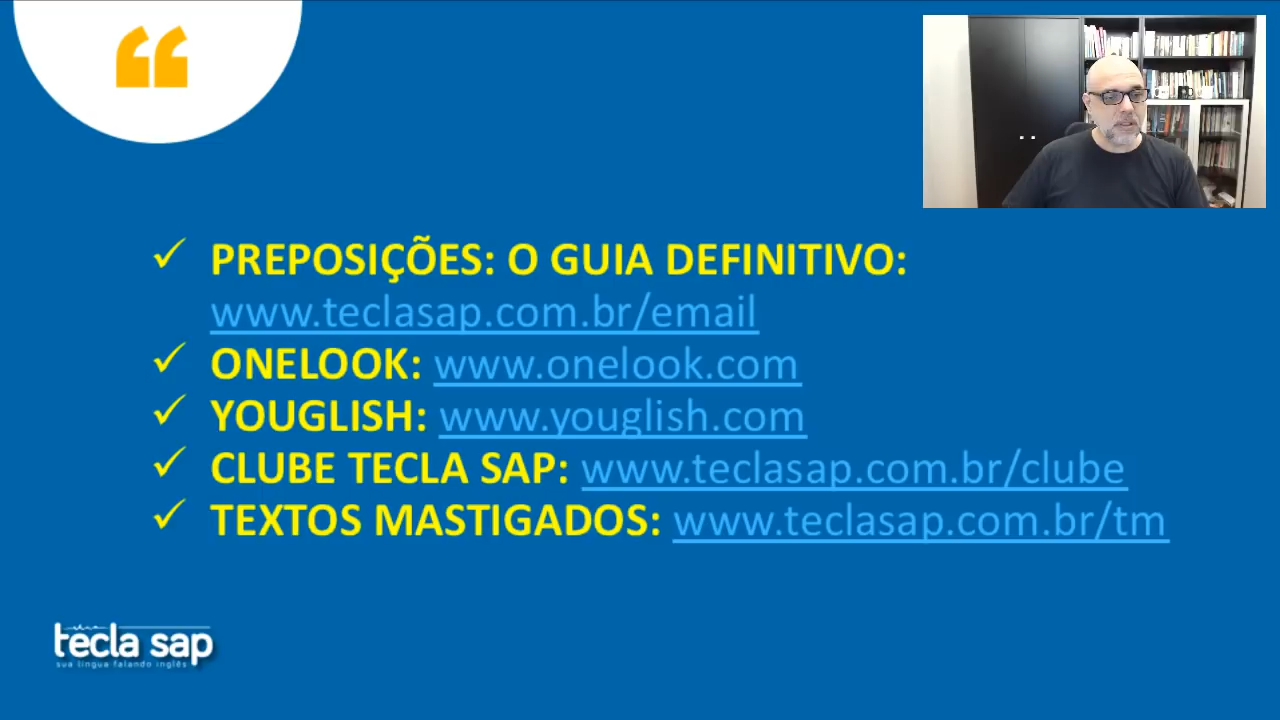 “
✓ PREPOSIÇÕES: O GUIA DEFINITIVO:
www.teclasap.com.br/email
✓ ONELOOK: www.onelook.com
✓ YOUGLISH: www.youglish.com
✓ CLUBE TECLA SAP: www.teclasap.com.br/clube
✓ TEXTOS MASTIGADOS: www.teclasap.com.br/tm
tecla sap
sua língua falando inglês